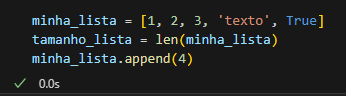 minha_lista = [1, 2, 3, 'texto', True]
tamanho_lista = len(minha_lista)
minha_lista.append(4)
0.0s